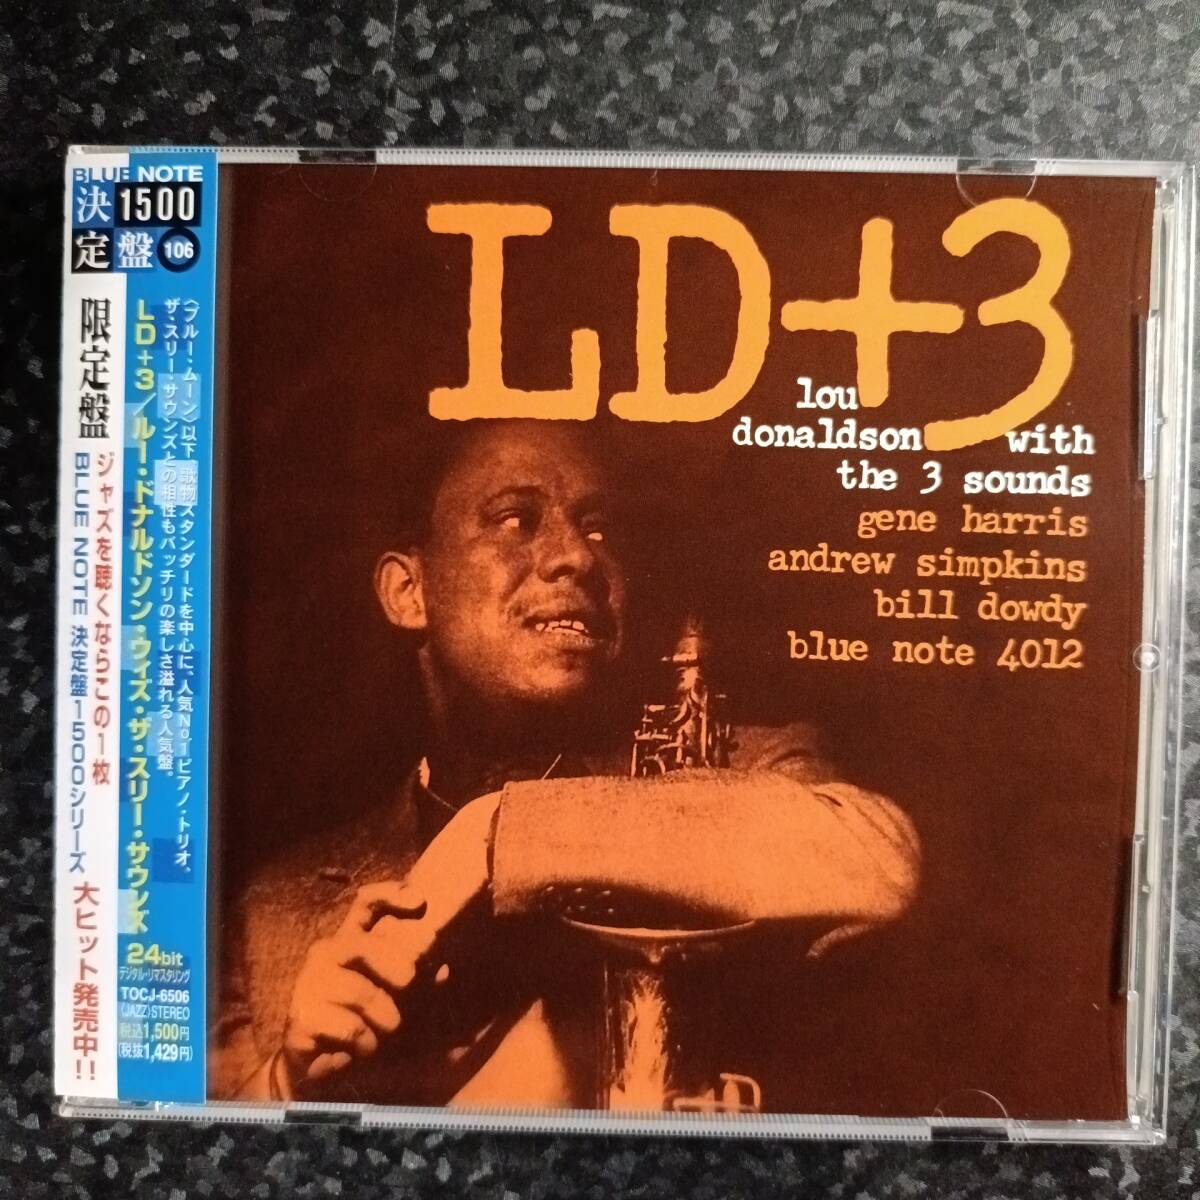 BLUE NOTE
決定盤
1500
106
限定盤
ジャズを聴くならこの1枚
BLUE NOTE 決定盤1500シリーズ
大ヒット発売中!!
〈ブルー・ムーン〉以下、歌物スタンダードを中心に、人気No.1ピアノ・トリオ、
ザ・スリー・サウンズとの相性もバッチリの楽しさ溢れる人気盤。
LD+3/ルー・ドナルドソン・ウィズ・ザ・スリー・サウンズ
24bit
デジタル・リマスタリング
TOCJ-6506
(JAZZ)STEREO
税込1,500円
(税抜1,429円)
LD+3
lou
donaldson with
the 3 sounds
gene harris
andrew simpkins
bill dowdy
blue note 4012